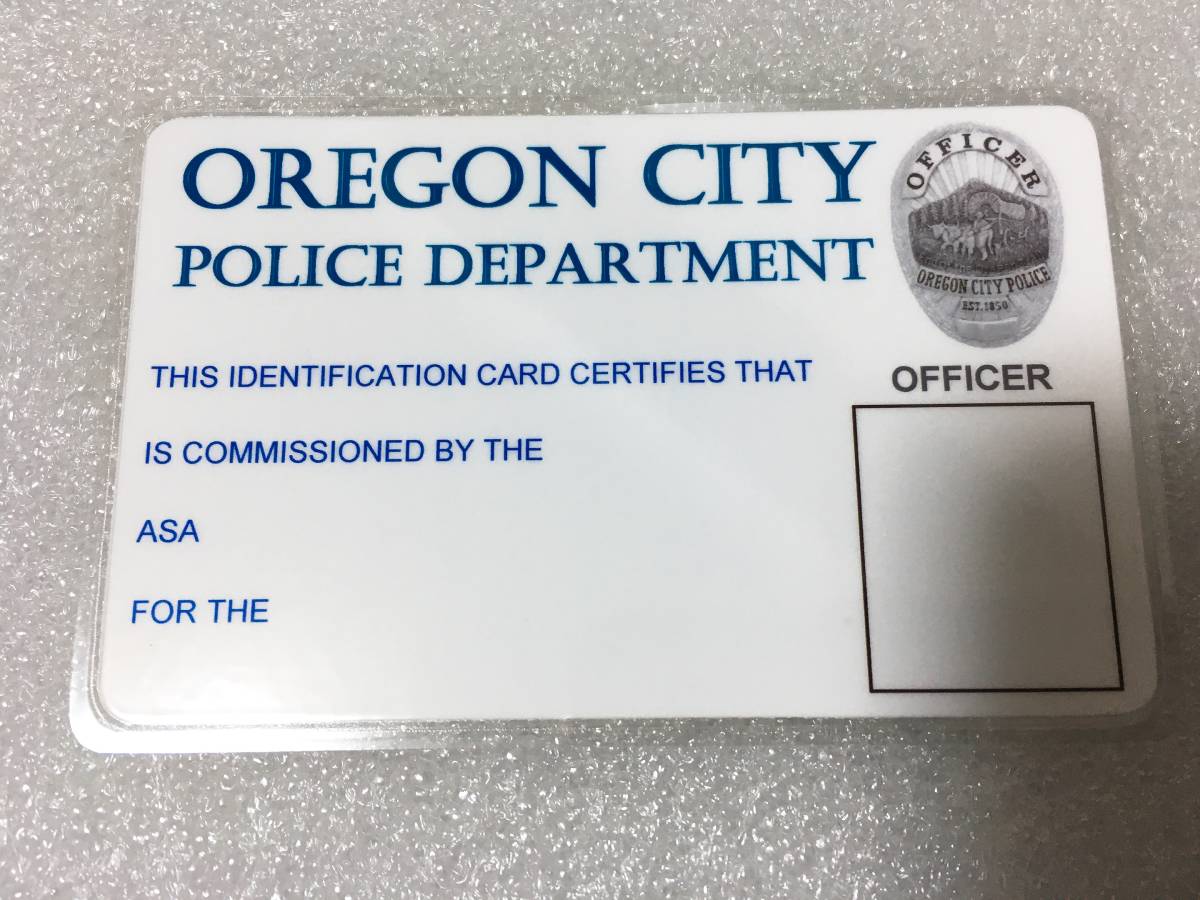 OREGON CITY
POLICE DEPARTMENT
OFFICER
OREGON CITY POLICE
EST. 1850
OFFICER
THIS IDENTIFICATION CARD CERTIFIES THAT
IS COMMISSIONED BY THE
ASA
FOR THE